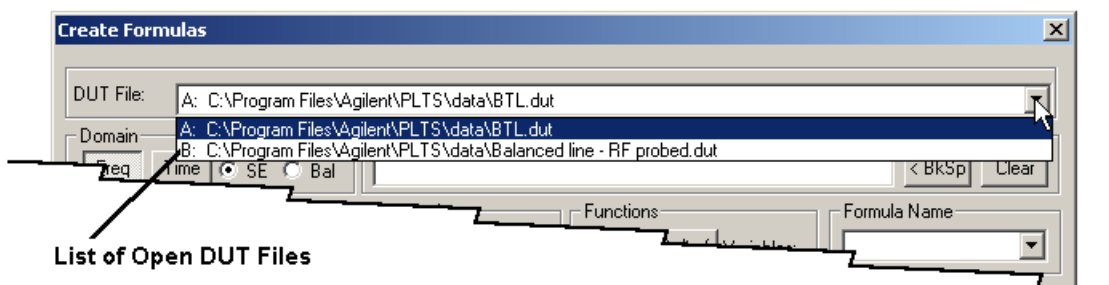 Create Formulas
DUT File: A: C:\Program Files\Agilent\PLTS\data\BTL.dut
A: C:\Program Files\Agilent\PLTS\data\BTL.dut
Domain
B: C:\Program Files\Agilent\PLTS\data\Balanced line - RF probed.dut
Freq Time SE Bal < BkSp Clear
Functions Formula Name
List of Open DUT Files